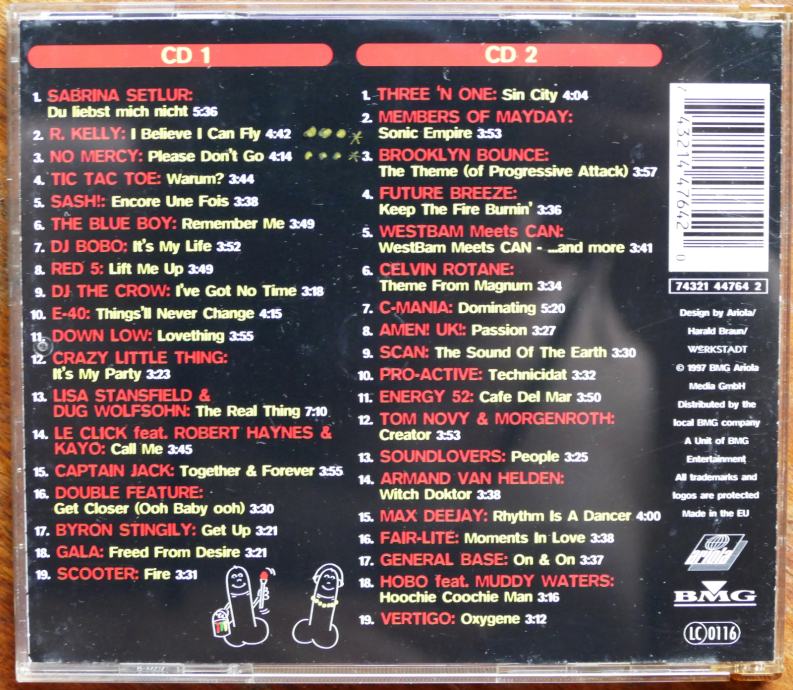 CD 1
1. SABRINA SETLUR:
Du liebst mich nicht 5:36
2. R. KELLY: I Believe I Can Fly 4:42
3. NO MERCY: Please Don't Go 4:14
4. TIC TAC TOE: Warum? 3:44
5. SASH!: Encore Une Fois 3:38
6. THE BLUE BOY: Remember Me 3:49
7. DJ BOBO: It's My Life 3:52
8. RED 5: Lift Me Up 3:49
9. DJ THE CROW: I've Got No Time 3:18
10. E-40: Things'll Never Change 4:15
11. DOWN LOW: Lovething 3:55
12. CRAZY LITTLE THING:
It's My Party 3:23
13. LISA STANSFIELD &
DUG WOLFSOHN: The Real Thing 7:10
14. LE CLICK feat. ROBERT HAYNES &
KAYO: Call Me 3:45
15. CAPTAIN JACK: Together & Forever 3:55
16. DOUBLE FEATURE:
Get Closer (Ooh Baby ooh) 3:30
17. BYRON STINGILY: Get Up 3:21
18. GALA: Freed From Desire 3:21
19. SCOOTER: Fire 3:31
CD 2
1. THREE 'N ONE: Sin City 4:04
2. MEMBERS OF MAYDAY:
Sonic Empire 3:53
3. BROOKLYN BOUNCE:
The Theme (of Progressive Attack) 3:57
4. FUTURE BREEZE:
Keep The Fire Burnin' 3:36
5. WESTBAM Meets CAN:
WestBam Meets CAN - ...and more 3:41
6. CELVIN ROTANE:
Theme From Magnum 3:34
7. C-MANIA: Dominating 5:20
8. AMEN! UK!: Passion 3:27
9. SCAN: The Sound Of The Earth 3:30
10. PRO-ACTIVE: Technicidat 3:32
11. ENERGY 52: Cafe Del Mar 3:50
12. TOM NOVY & MORGENROTH:
Creator 3:53
13. SOUNDLOVERS: People 3:25
14. ARMAND VAN HELDEN:
Witch Doktor 3:38
15. MAX DEEJAY: Rhythm Is A Dancer 4:00
16. FAIR-LITE: Moments In Love 3:38
17. GENERAL BASE: On & On 3:37
18. HOBO feat. MUDDY WATERS:
Hoochie Coochie Man 3:16
19. VERTIGO: Oxygene 3:12
7 43214 47642 0
74321 44764 2
Design by Ariola/
Harald Braun/
WERKSTADT
© 1997 BMG Ariola
Media GmbH
Distributed by the
local BMG company
A Unit of BMG
Entertainment
All trademarks and
logos are protected
Made in the EU
ariola
BMG
LC 0116